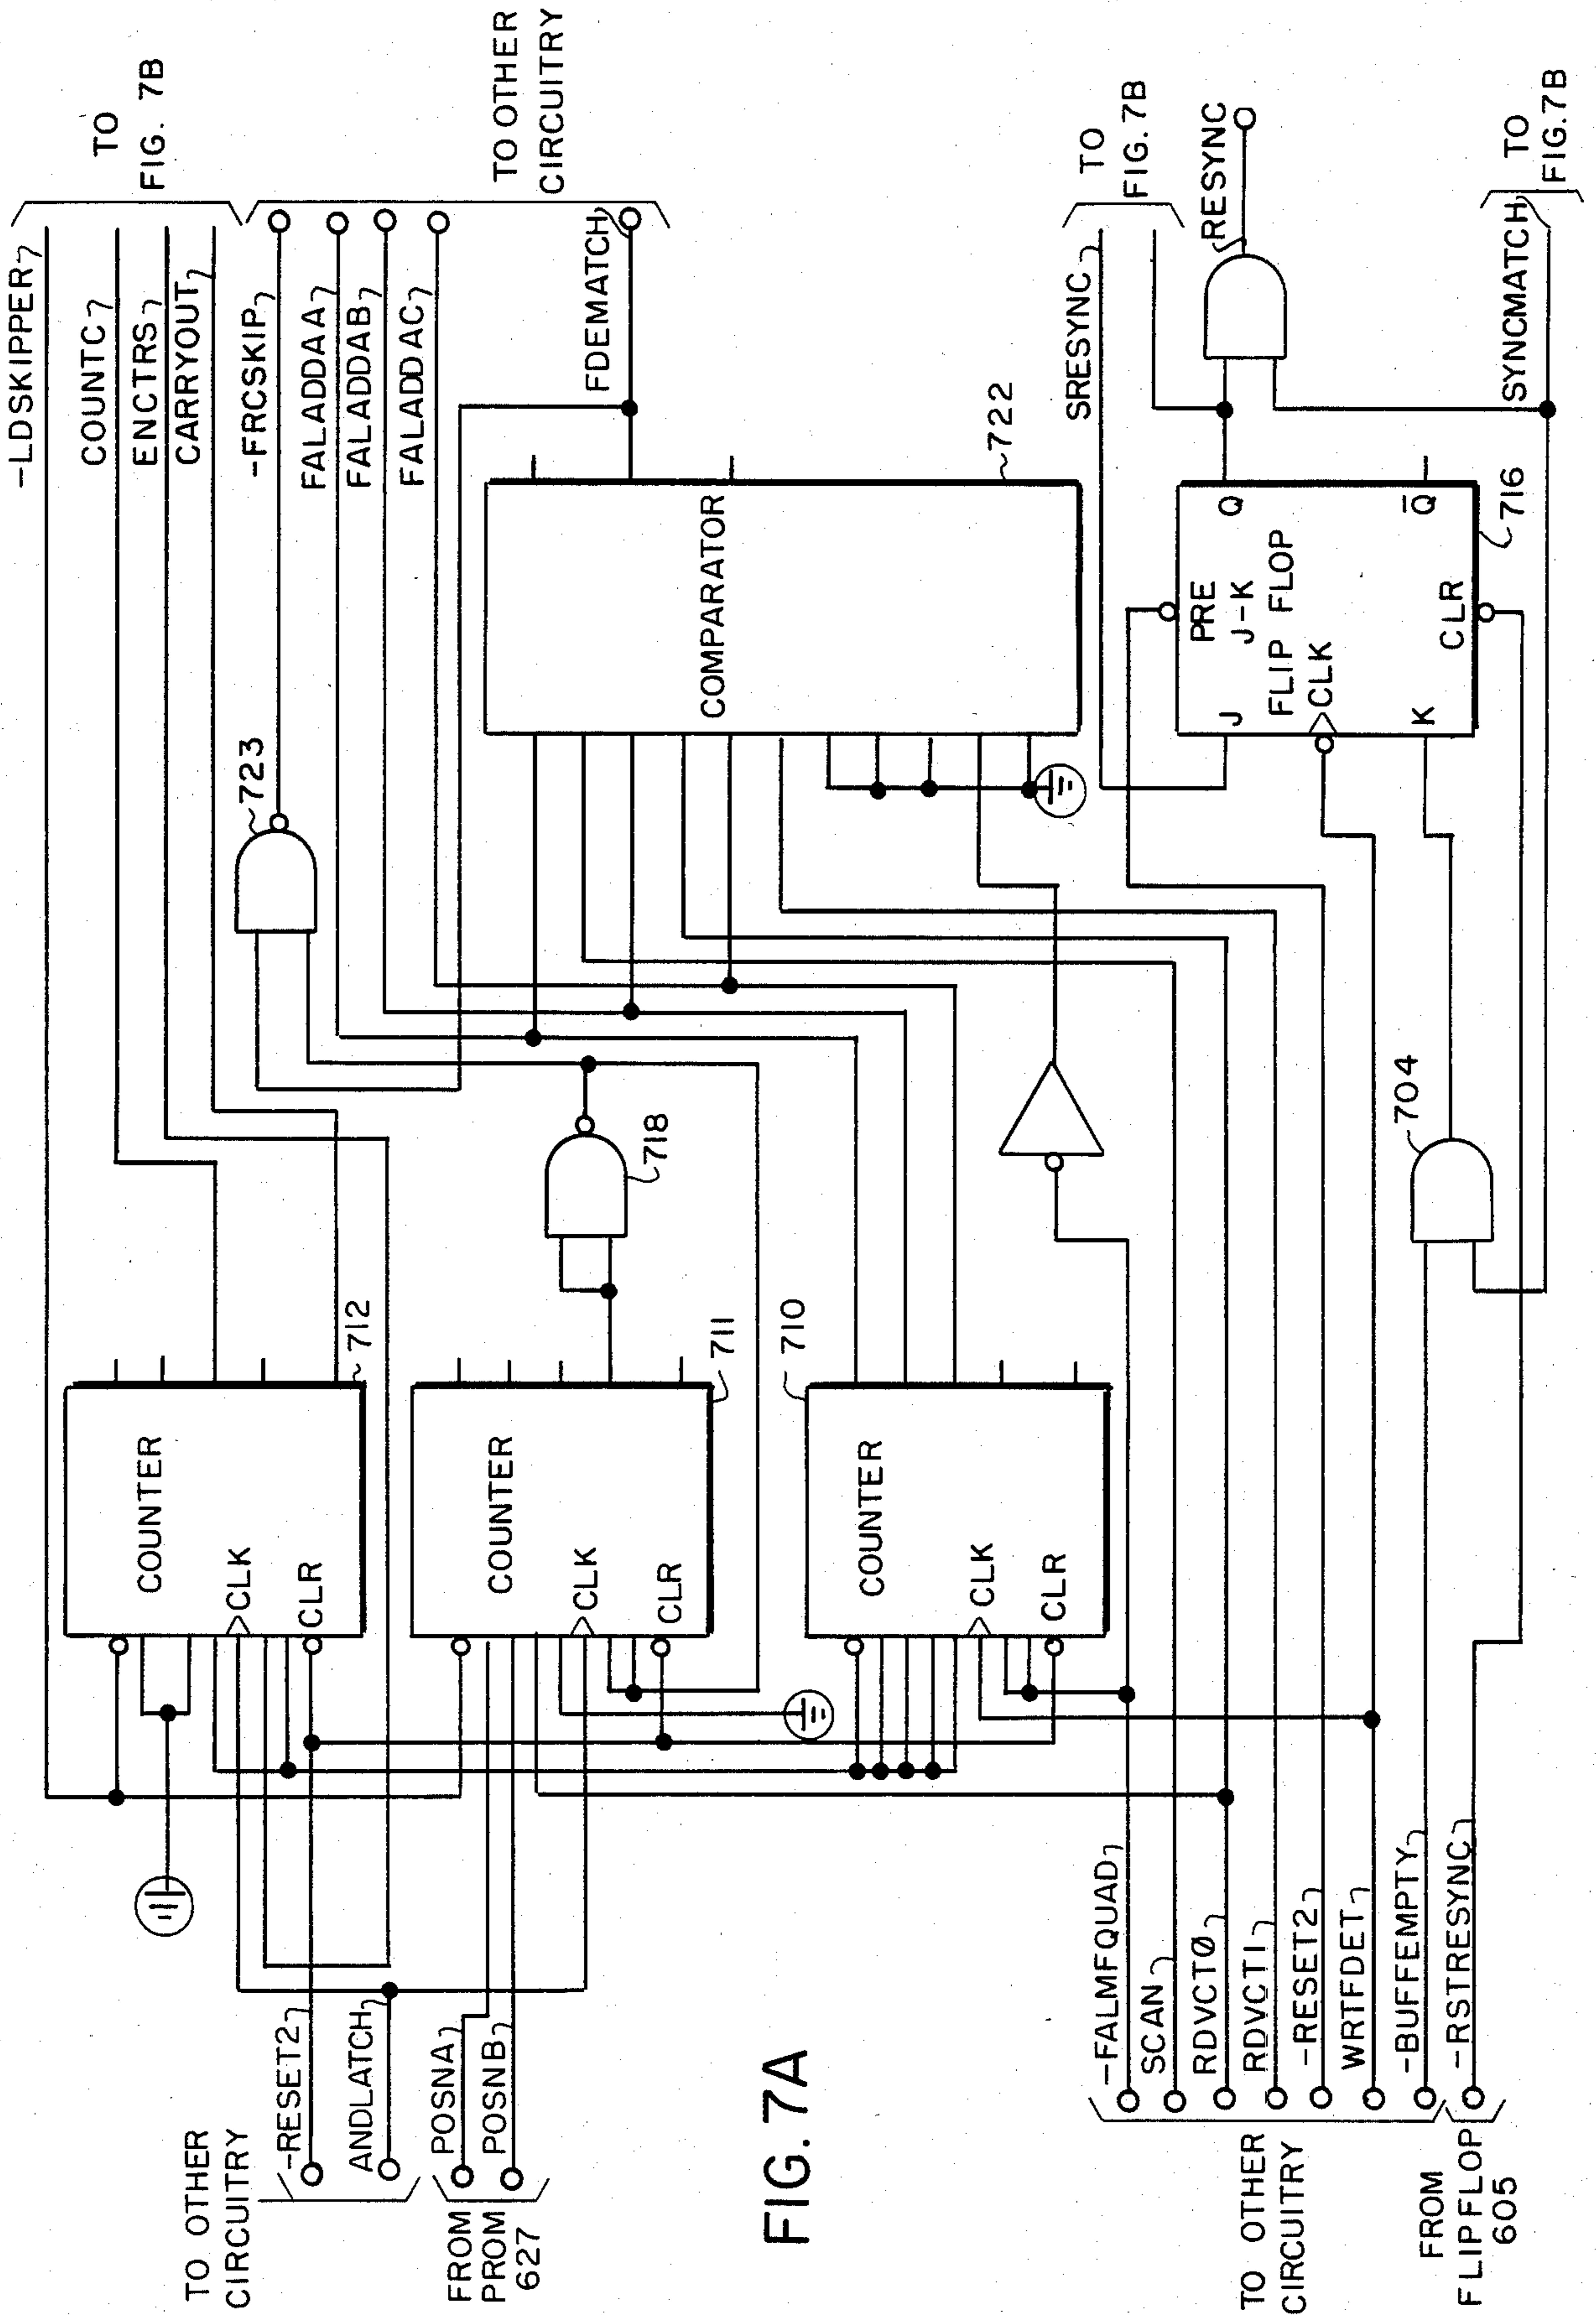 -LDSKIPPER
COUNTC
ENCTRS
CARRYOUT
TO
FIG. 7B
-FRCSKIP
FALADDAA
FALADDAB
FALADDAC
FDEMATCH
TO OTHER
CIRCUITRY
723
COMPARATOR
722
718
COUNTER
CLK
CLR
712
COUNTER
CLK
CLR
711
COUNTER
CLK
CLR
710
TO OTHER
CIRCUITRY
-RESET2
ANDLATCH
FROM
PROM
627
POSNA
POSNB
FIG. 7A
SRESYNC
TO
FIG. 7B
RESYNC
SYNCMATCH
TO
FIG. 7B
PRE
J
Q
J-K
FLIP FLOP
CLK
K
Q̅
CLR
716
704
TO OTHER
CIRCUITRY
-FALMFQUAD
SCAN
RDVCTØ
RDVCT1
-RESET2
WRTFDET
-BUFFEMPTY
-RSTRESYNC
FROM
FLIPFLOP
605